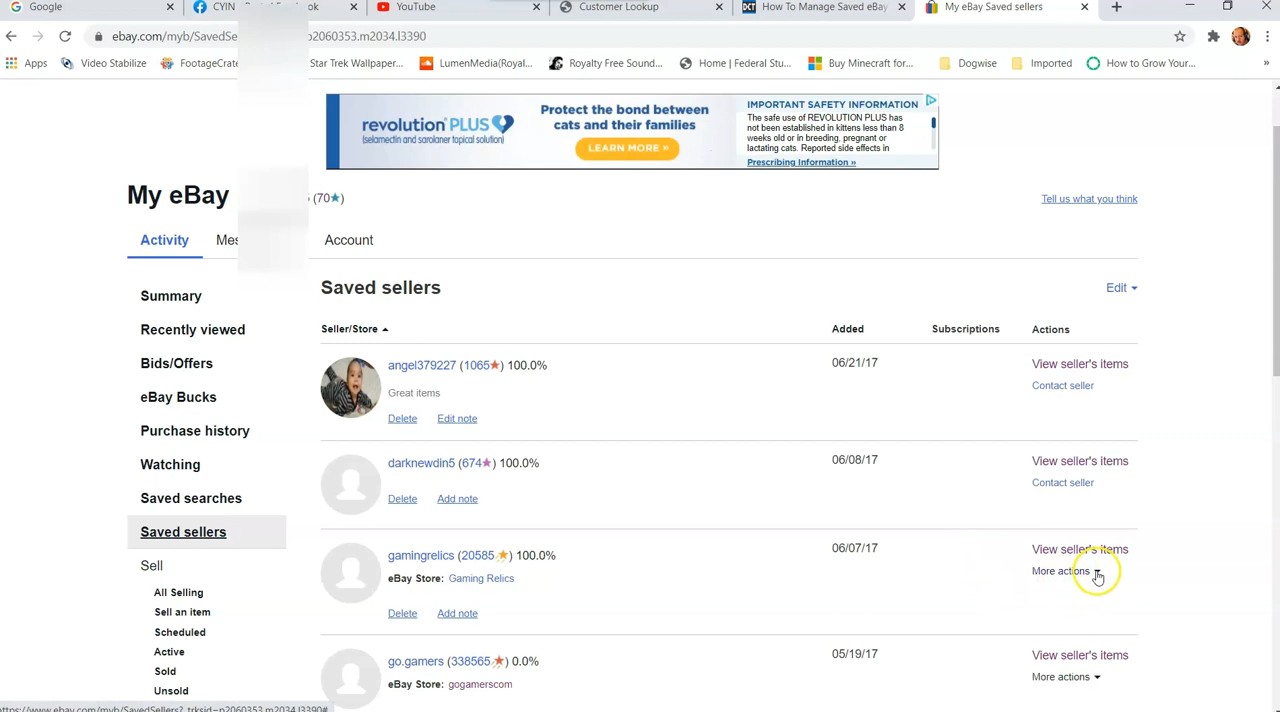 Google
CYIN
YouTube
Customer Lookup
DCT How To Manage Saved eBay
My eBay Saved sellers
ebay.com/myb/SavedSe p2060353.m2034.l3390
Apps
Video Stabilize
FootageCrate
Star Trek Wallpaper...
LumenMedia(Royal...
Royalty Free Sound...
Home | Federal Stu...
Buy Minecraft for...
Dogwise
Imported
How to Grow Your...
»
revolution PLUS
(selamectin and sarolaner topical solution)
Protect the bond between
cats and their families
LEARN MORE »
IMPORTANT SAFETY INFORMATION
The safe use of REVOLUTION PLUS has
not been established in kittens less than 8
weeks old or in breeding, pregnant or
lactating cats. Reported side effects in
Prescribing Information »
My eBay (70★)
Tell us what you think
Activity
Mes
Account
Summary
Recently viewed
Bids/Offers
eBay Bucks
Purchase history
Watching
Saved searches
Saved sellers
Sell
All Selling
Sell an item
Scheduled
Active
Sold
Unsold
Saved sellers
Edit
Seller/Store Added Subscriptions Actions
angel379227 (1065★) 100.0% 06/21/17 View seller's items
Contact seller
Great items
Delete Edit note
darknewdin5 (674★) 100.0% 06/08/17 View seller's items
Contact seller
Delete Add note
gamingrelics (20585★) 100.0% 06/07/17 View seller's items
eBay Store: Gaming Relics More actions
Delete Add note
go.gamers (338565★) 0.0% 05/19/17 View seller's items
eBay Store: gogamerscom More actions
https://www.ebay.com/myb/SavedSellers?_trksid=p2060353.m2034.l3390#